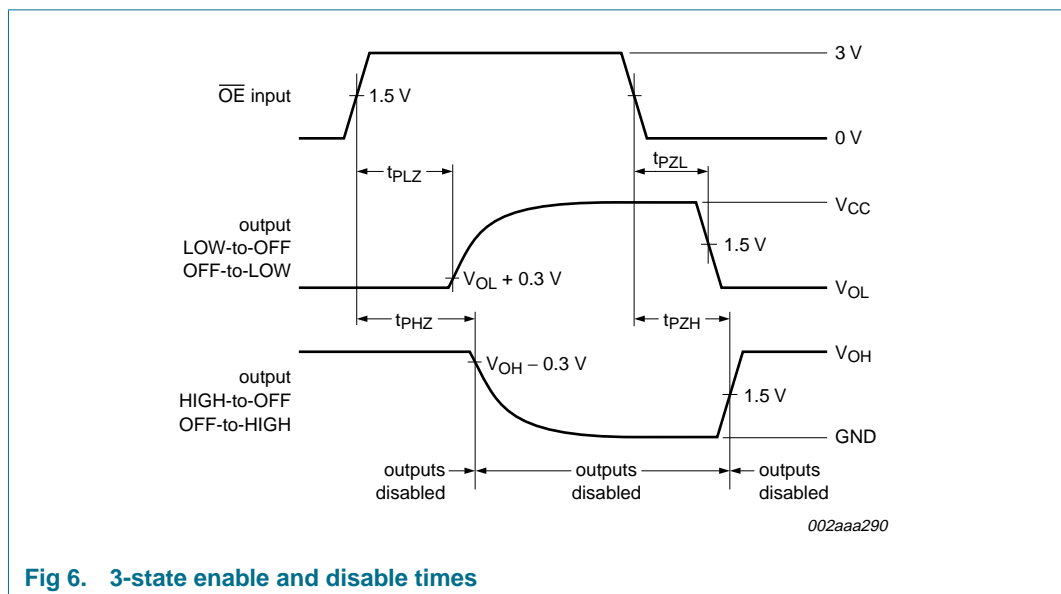 3 V
OE input
1.5 V
0 V
tPLZ
tPZL
VCC
output
LOW-to-OFF
OFF-to-LOW
1.5 V
VOL + 0.3 V
VOL
tPHZ
tPZH
VOH
VOH − 0.3 V
output
HIGH-to-OFF
OFF-to-HIGH
1.5 V
GND
outputs
disabled
outputs
disabled
outputs
disabled
002aaa290
Fig 6. 3-state enable and disable times